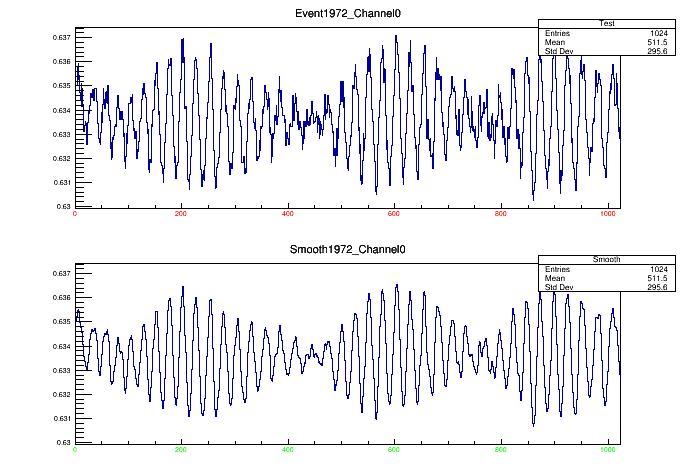 Event1972_Channel0
Test
Entries 1024
Mean 511.5
Std Dev 295.6
0.637
0.636
0.635
0.634
0.633
0.632
0.631
0.63
0 200 400 600 800 1000
Smooth1972_Channel0
Smooth
Entries 1024
Mean 511.5
Std Dev 295.6
0.637
0.636
0.635
0.634
0.633
0.632
0.631
0.63
0 200 400 600 800 1000